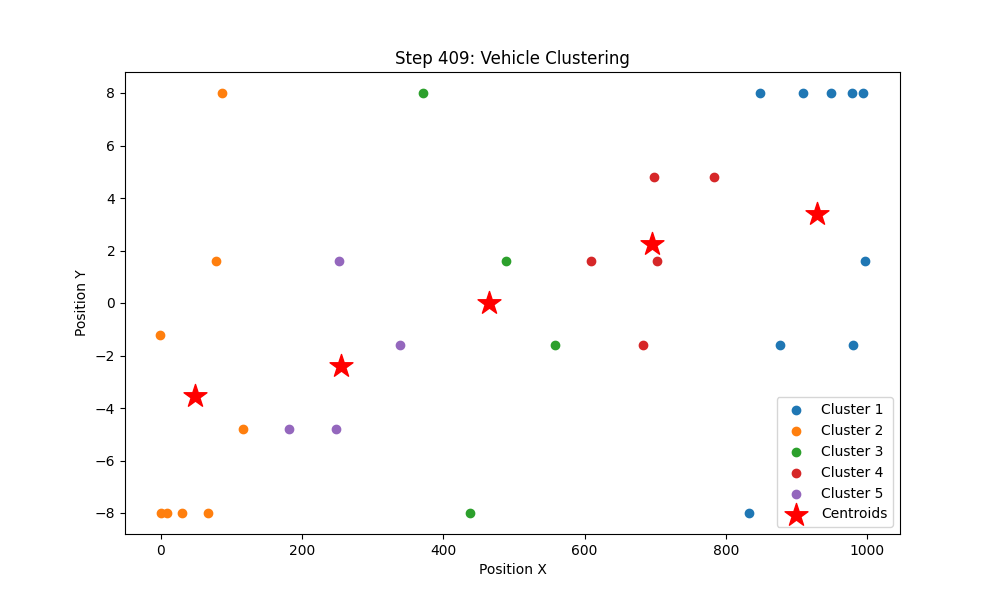 Step 409: Vehicle Clustering
Position Y
8
6
4
2
0
−2
−4
−6
−8
0 200 400 600 800 1000
Position X
Cluster 1
Cluster 2
Cluster 3
Cluster 4
Cluster 5
Centroids